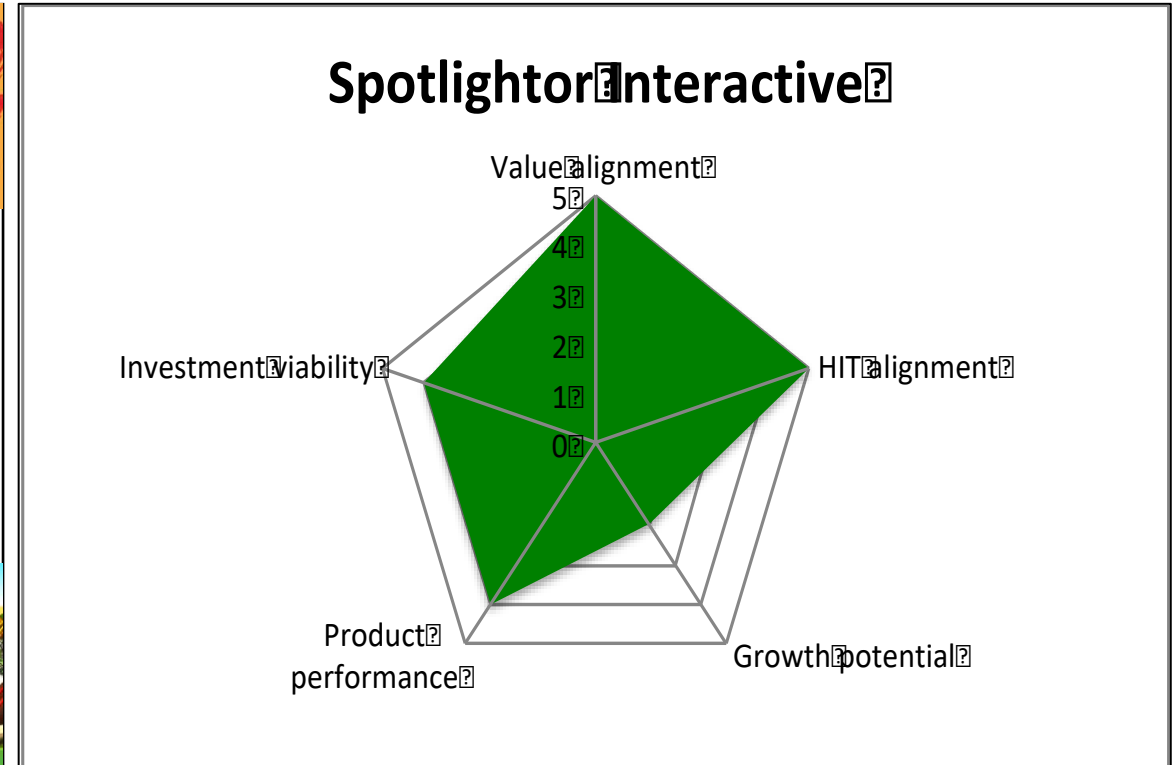 Spotlightor Interactive
Value alignment
5
4
3
2
1
0
Investment viability
HIT alignment
Product
performance
Growth potential